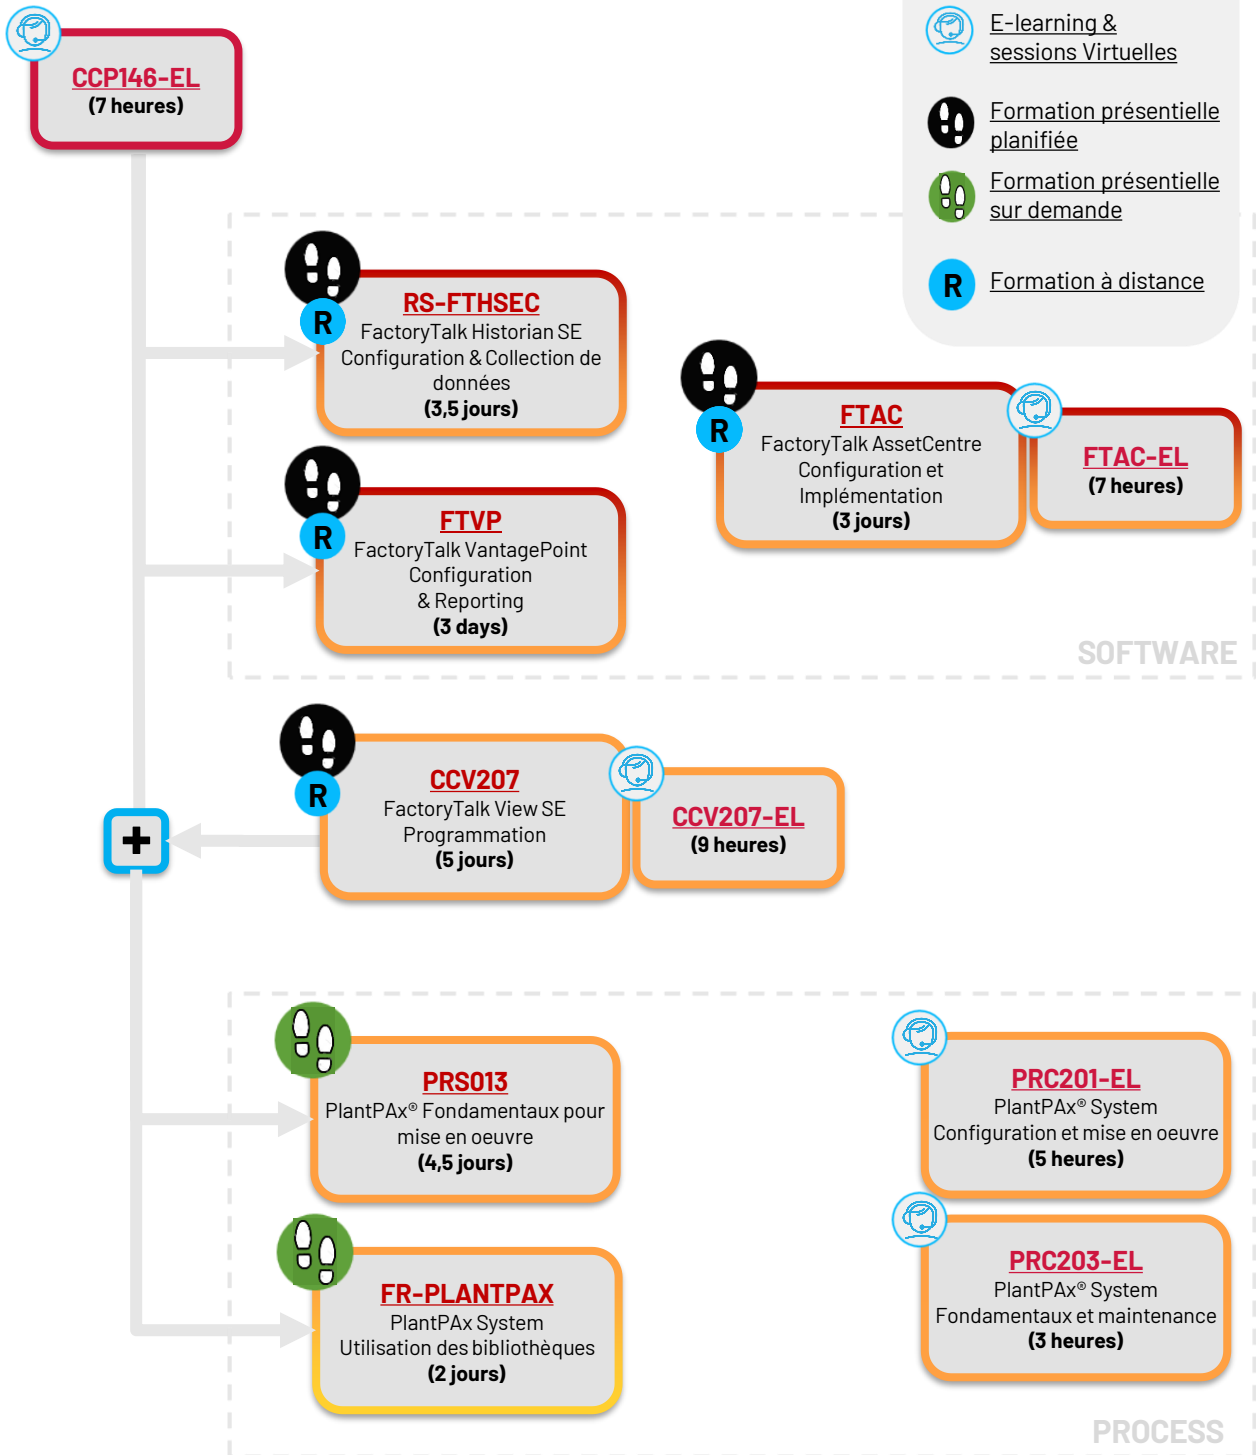 CCP146-EL
(7 heures)
E-learning &
sessions Virtuelles
Formation présentielle
planifiée
Formation présentielle
sur demande
R
Formation à distance
R
RS-FTHSEC
FactoryTalk Historian SE
Configuration & Collection de
données
(3,5 jours)
R
FTAC
FactoryTalk AssetCentre
Configuration et
Implémentation
(3 jours)
FTAC-EL
(7 heures)
R
FTVP
FactoryTalk VantagePoint
Configuration
& Reporting
(3 days)
SOFTWARE
R
CCV207
FactoryTalk View SE
Programmation
(5 jours)
CCV207-EL
(9 heures)
+
PRS013
PlantPAx® Fondamentaux pour
mise en oeuvre
(4,5 jours)
PRC201-EL
PlantPAx® System
Configuration et mise en oeuvre
(5 heures)
FR-PLANTPAX
PlantPAx System
Utilisation des bibliothèques
(2 jours)
PRC203-EL
PlantPAx® System
Fondamentaux et maintenance
(3 heures)
PROCESS